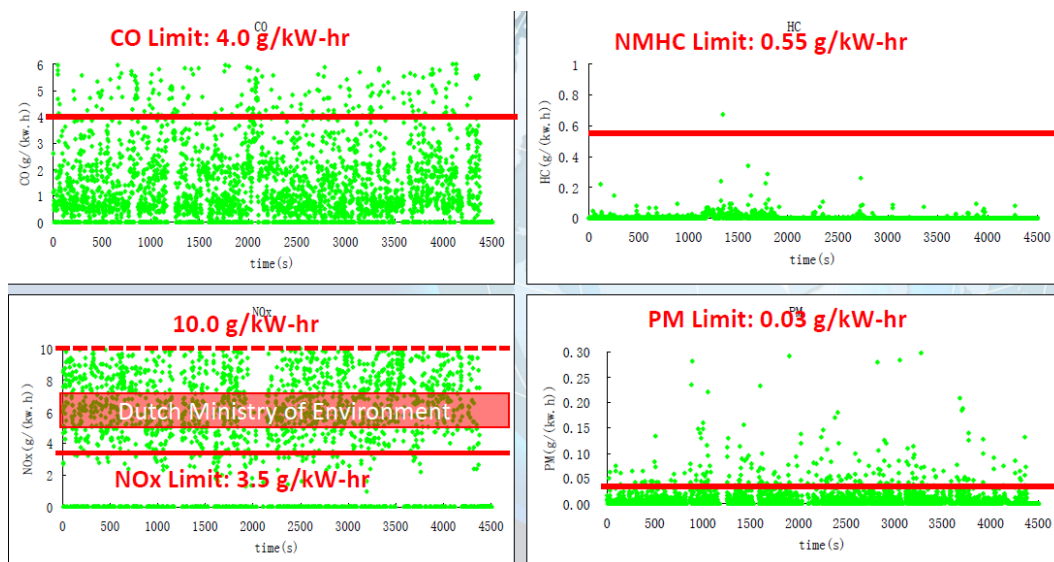 CO
CO Limit: 4.0 g/kW-hr
6
5
4
3
2
1
0
CO(g/(kw.h))
0 500 1000 1500 2000 2500 3000 3500 4000 4500
time(s)
HC
NMHC Limit: 0.55 g/kW-hr
1
0.8
0.6
0.4
0.2
0
HC(g/(kw.h))
0 500 1000 1500 2000 2500 3000 3500 4000 4500
time(s)
NOx
10.0 g/kW-hr
10
8
6
4
2
0
NOx(g/(kw.h))
Dutch Ministry of Environment
NOx Limit: 3.5 g/kW-hr
0 500 1000 1500 2000 2500 3000 3500 4000 4500
time(s)
PM
PM Limit: 0.03 g/kW-hr
0.30
0.25
0.20
0.15
0.10
0.05
0.00
PM(g/(kw.h))
0 500 1000 1500 2000 2500 3000 3500 4000 4500
time(s)